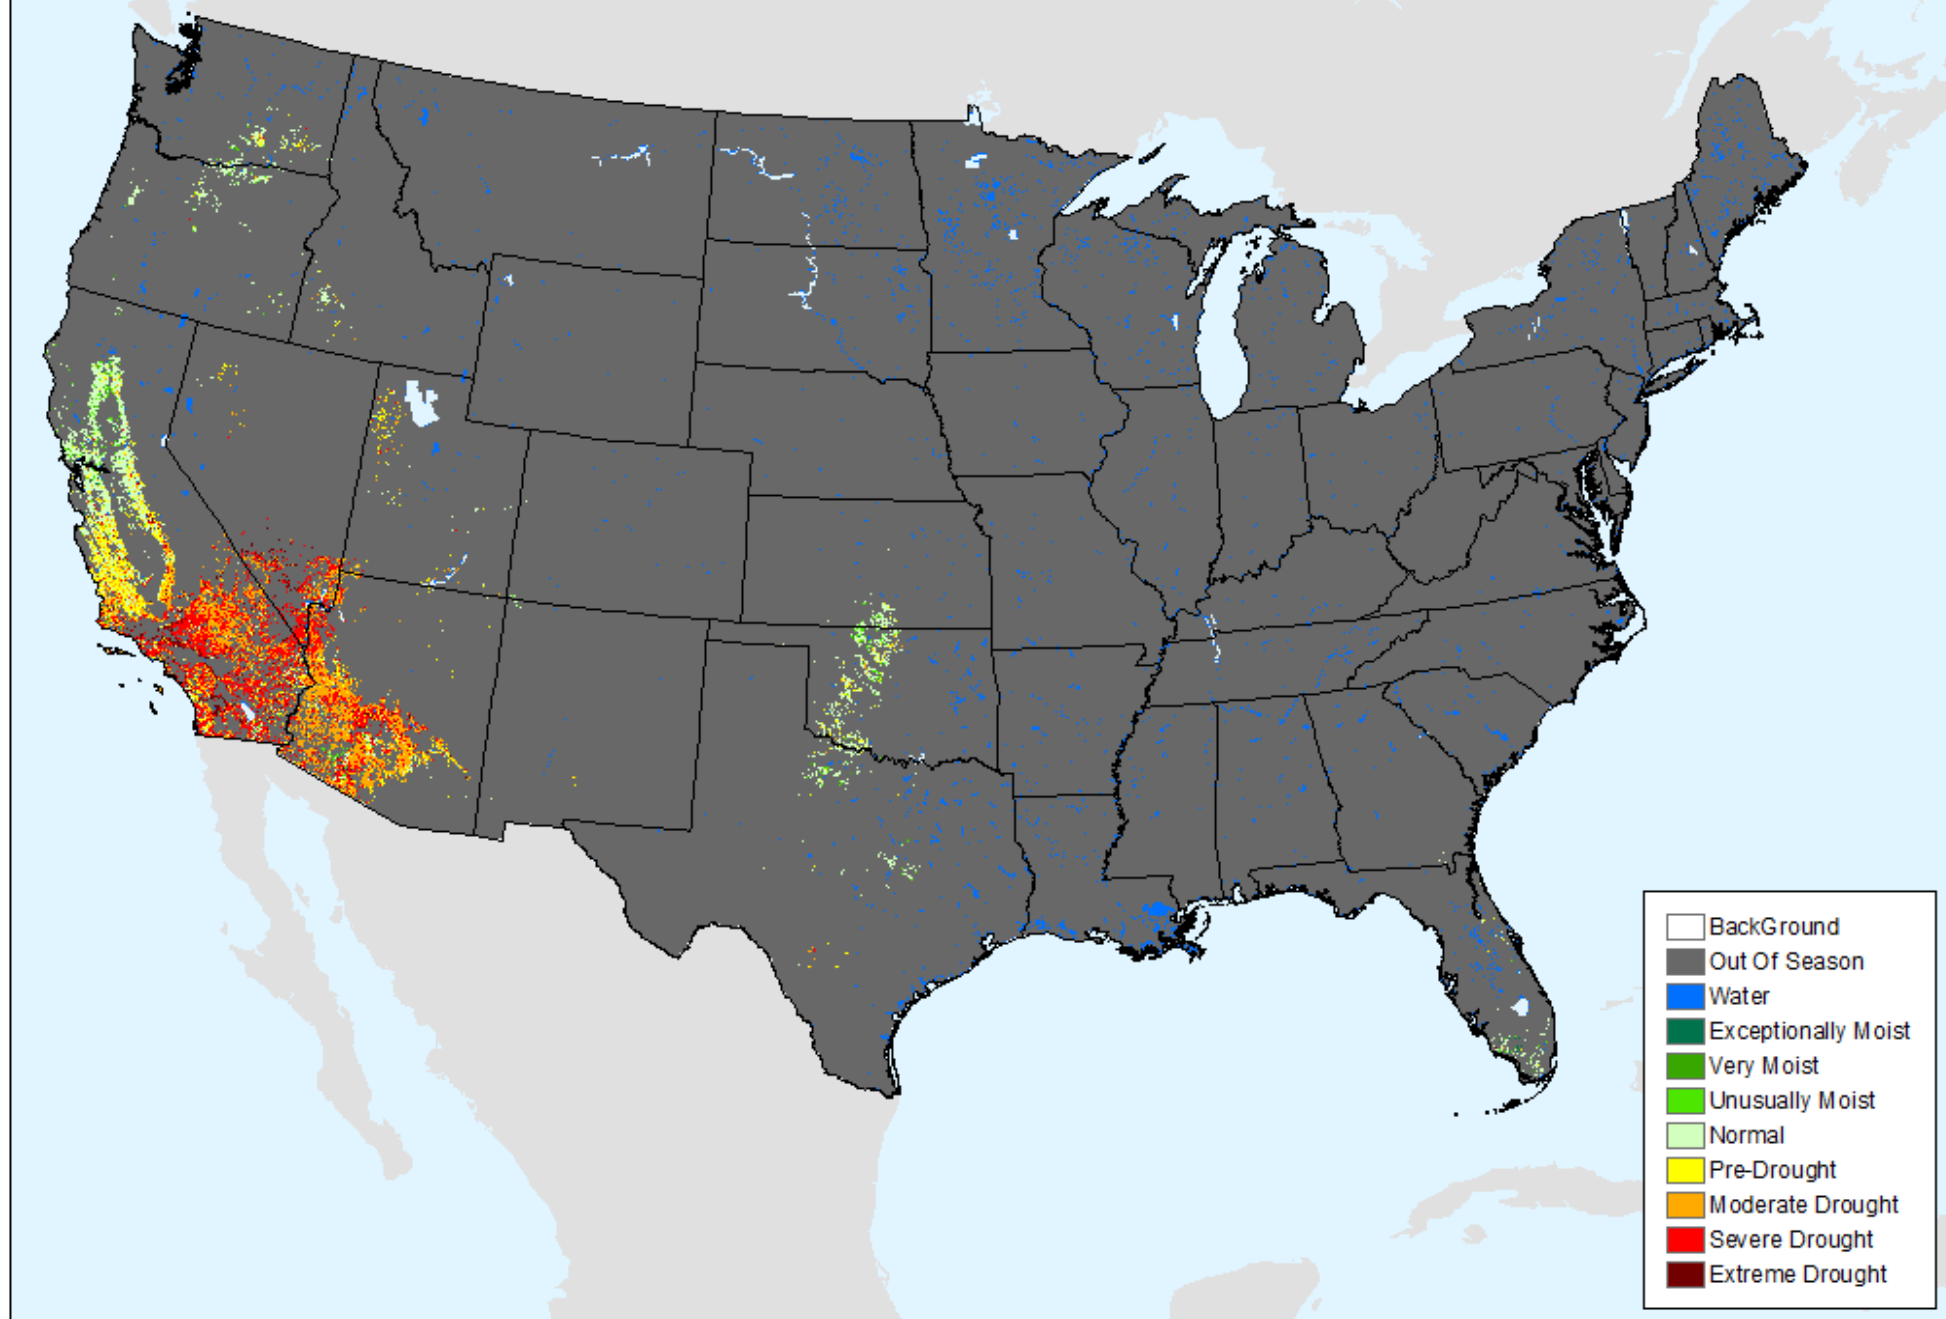 BackGround
Out Of Season
Water
Exceptionally Moist
Very Moist
Unusually Moist
Normal
Pre-Drought
Moderate Drought
Severe Drought
Extreme Drought